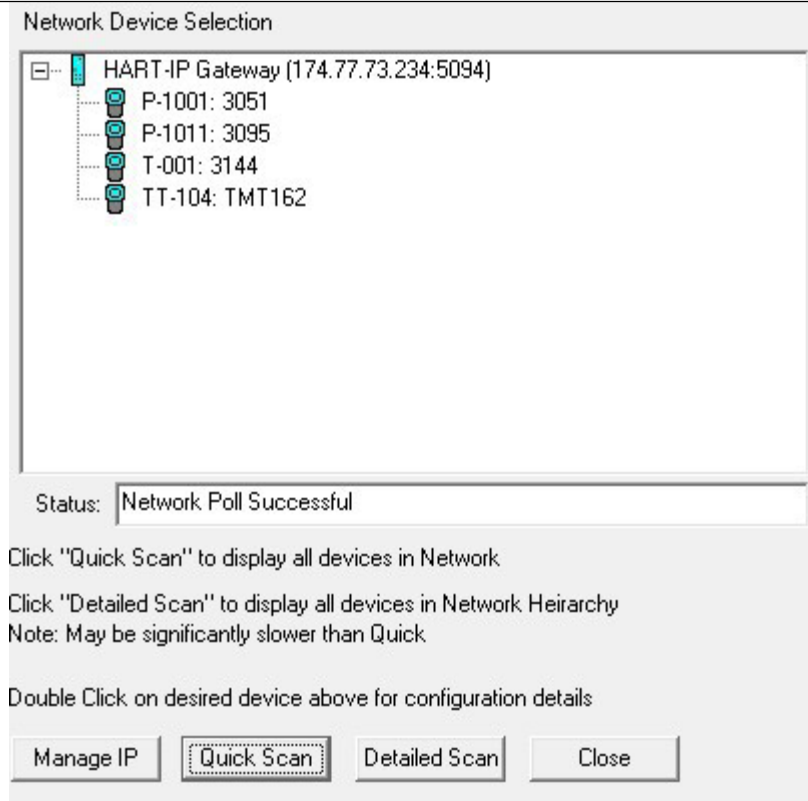 Network Device Selection
HART-IP Gateway (174.77.73.234:5094)
P-1001: 3051
P-1011: 3095
T-001: 3144
TT-104: TMT162
Status: Network Poll Successful
Click "Quick Scan" to display all devices in Network
Click "Detailed Scan" to display all devices in Network Heirarchy
Note: May be significantly slower than Quick
Double Click on desired device above for configuration details
Manage IP Quick Scan Detailed Scan Close